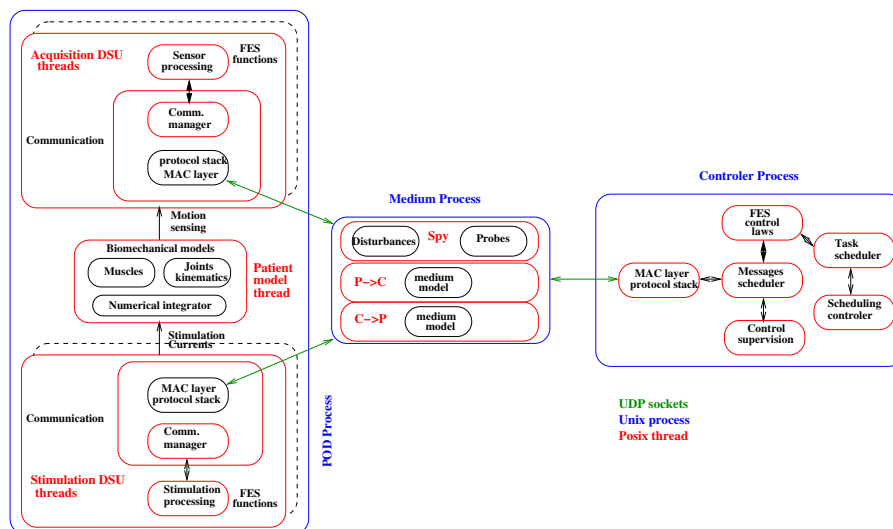 Acquisition DSU
threads
Sensor
processing
FES
functions
Comm.
manager
Communication
protocol stack
MAC layer
Motion
sensing
Biomechanical models
Muscles
Joints
kinematics
Numerical integrator
Patient
model
thread
Stimulation
Currents
MAC layer
protocol stack
Communication
Comm.
manager
Stimulation DSU
threads
Stimulation
processing
FES
functions
POD Process
Medium Process
Disturbances
Spy
Probes
P->C
medium
model
C->P
medium
model
Controler Process
FES
control
laws
Task
scheduler
MAC layer
protocol stack
Messages
scheduler
Scheduling
controler
Control
supervision
UDP sockets
Unix process
Posix thread